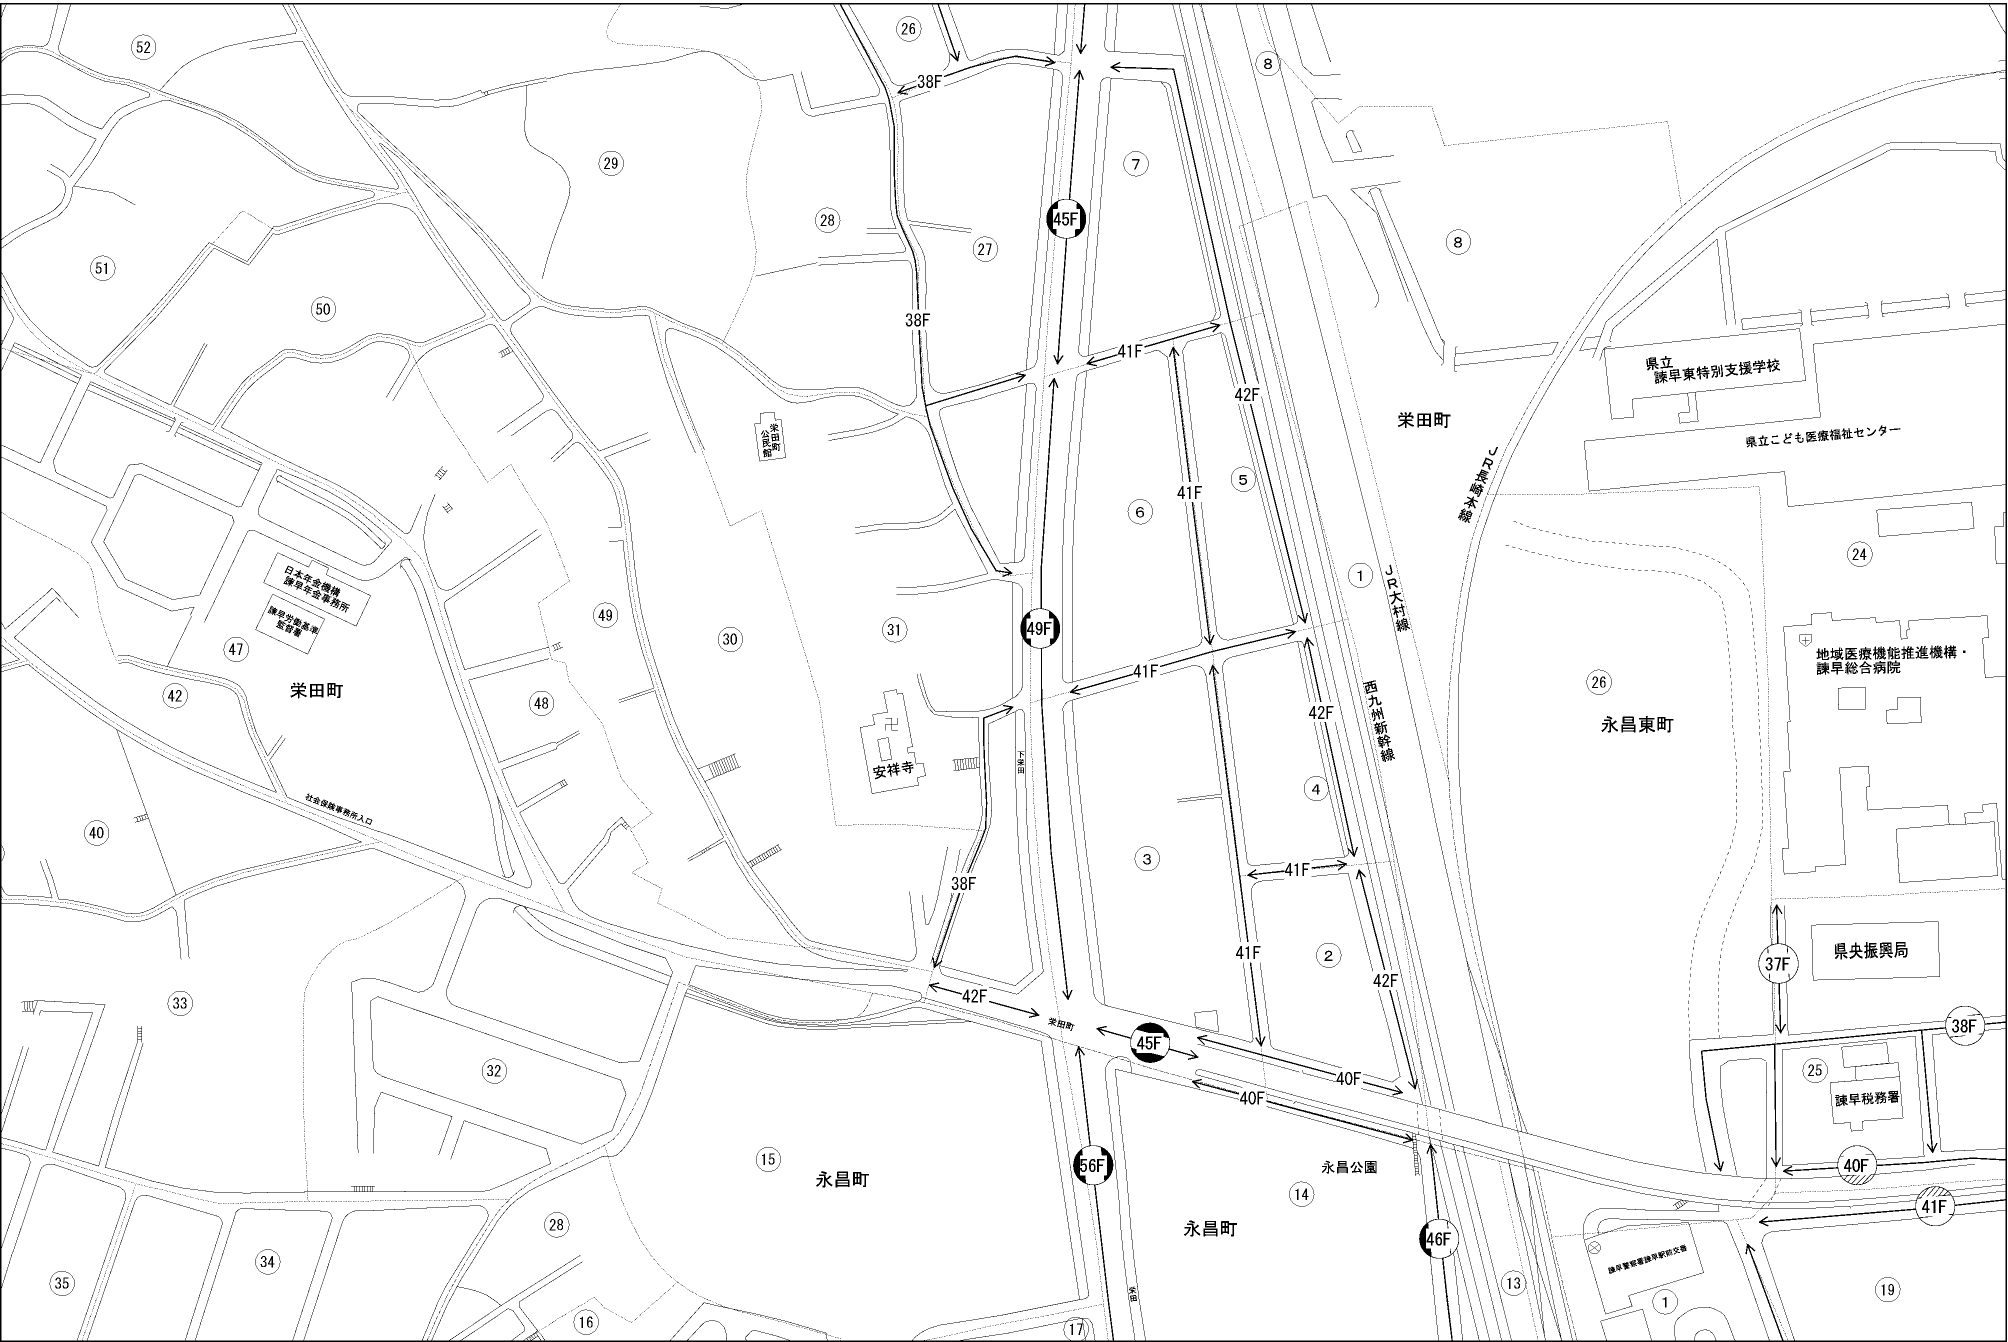 26
52
8
38F
29
7
28
45F
27
8
51
50
38F
41F
県立
諫早東特別支援学校
42F
栄田町
栄田町
公民館
県立こども医療福祉センター
JR長崎本線
41F
5
6
24
日本年金機構
諫早年金事務所
1
JR大村線
諫早労働基準
監督署
49
30
31
49F
47
地域医療機能推進機構・
諫早総合病院
41F
26
栄田町
42
48
42F
西九州新幹線
永昌東町
下栄田
安祥寺
4
社会保険事務所入口
40
3
41F
38F
県央振興局
41F
2
37F
42F
42F
33
栄田町
38F
45F
32
40F
25
諫早税務署
40F
15
永昌町
56F
永昌公園
40F
14
41F
28
永昌町
46F
諫早警察署諫早駅前交番
34
35
13
19
栄田
1
16
17